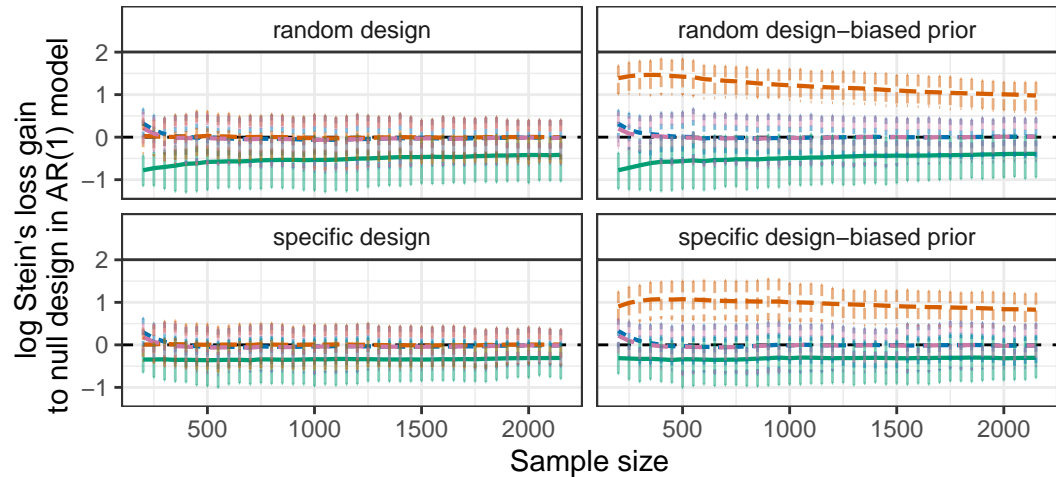 random design
random design−biased prior
2
1
0
−1
specific design
specific design−biased prior
2
1
0
−1
500
1000
1500
2000
500
1000
1500
2000
Sample size
log Stein's loss gain
to null design in AR(1) model